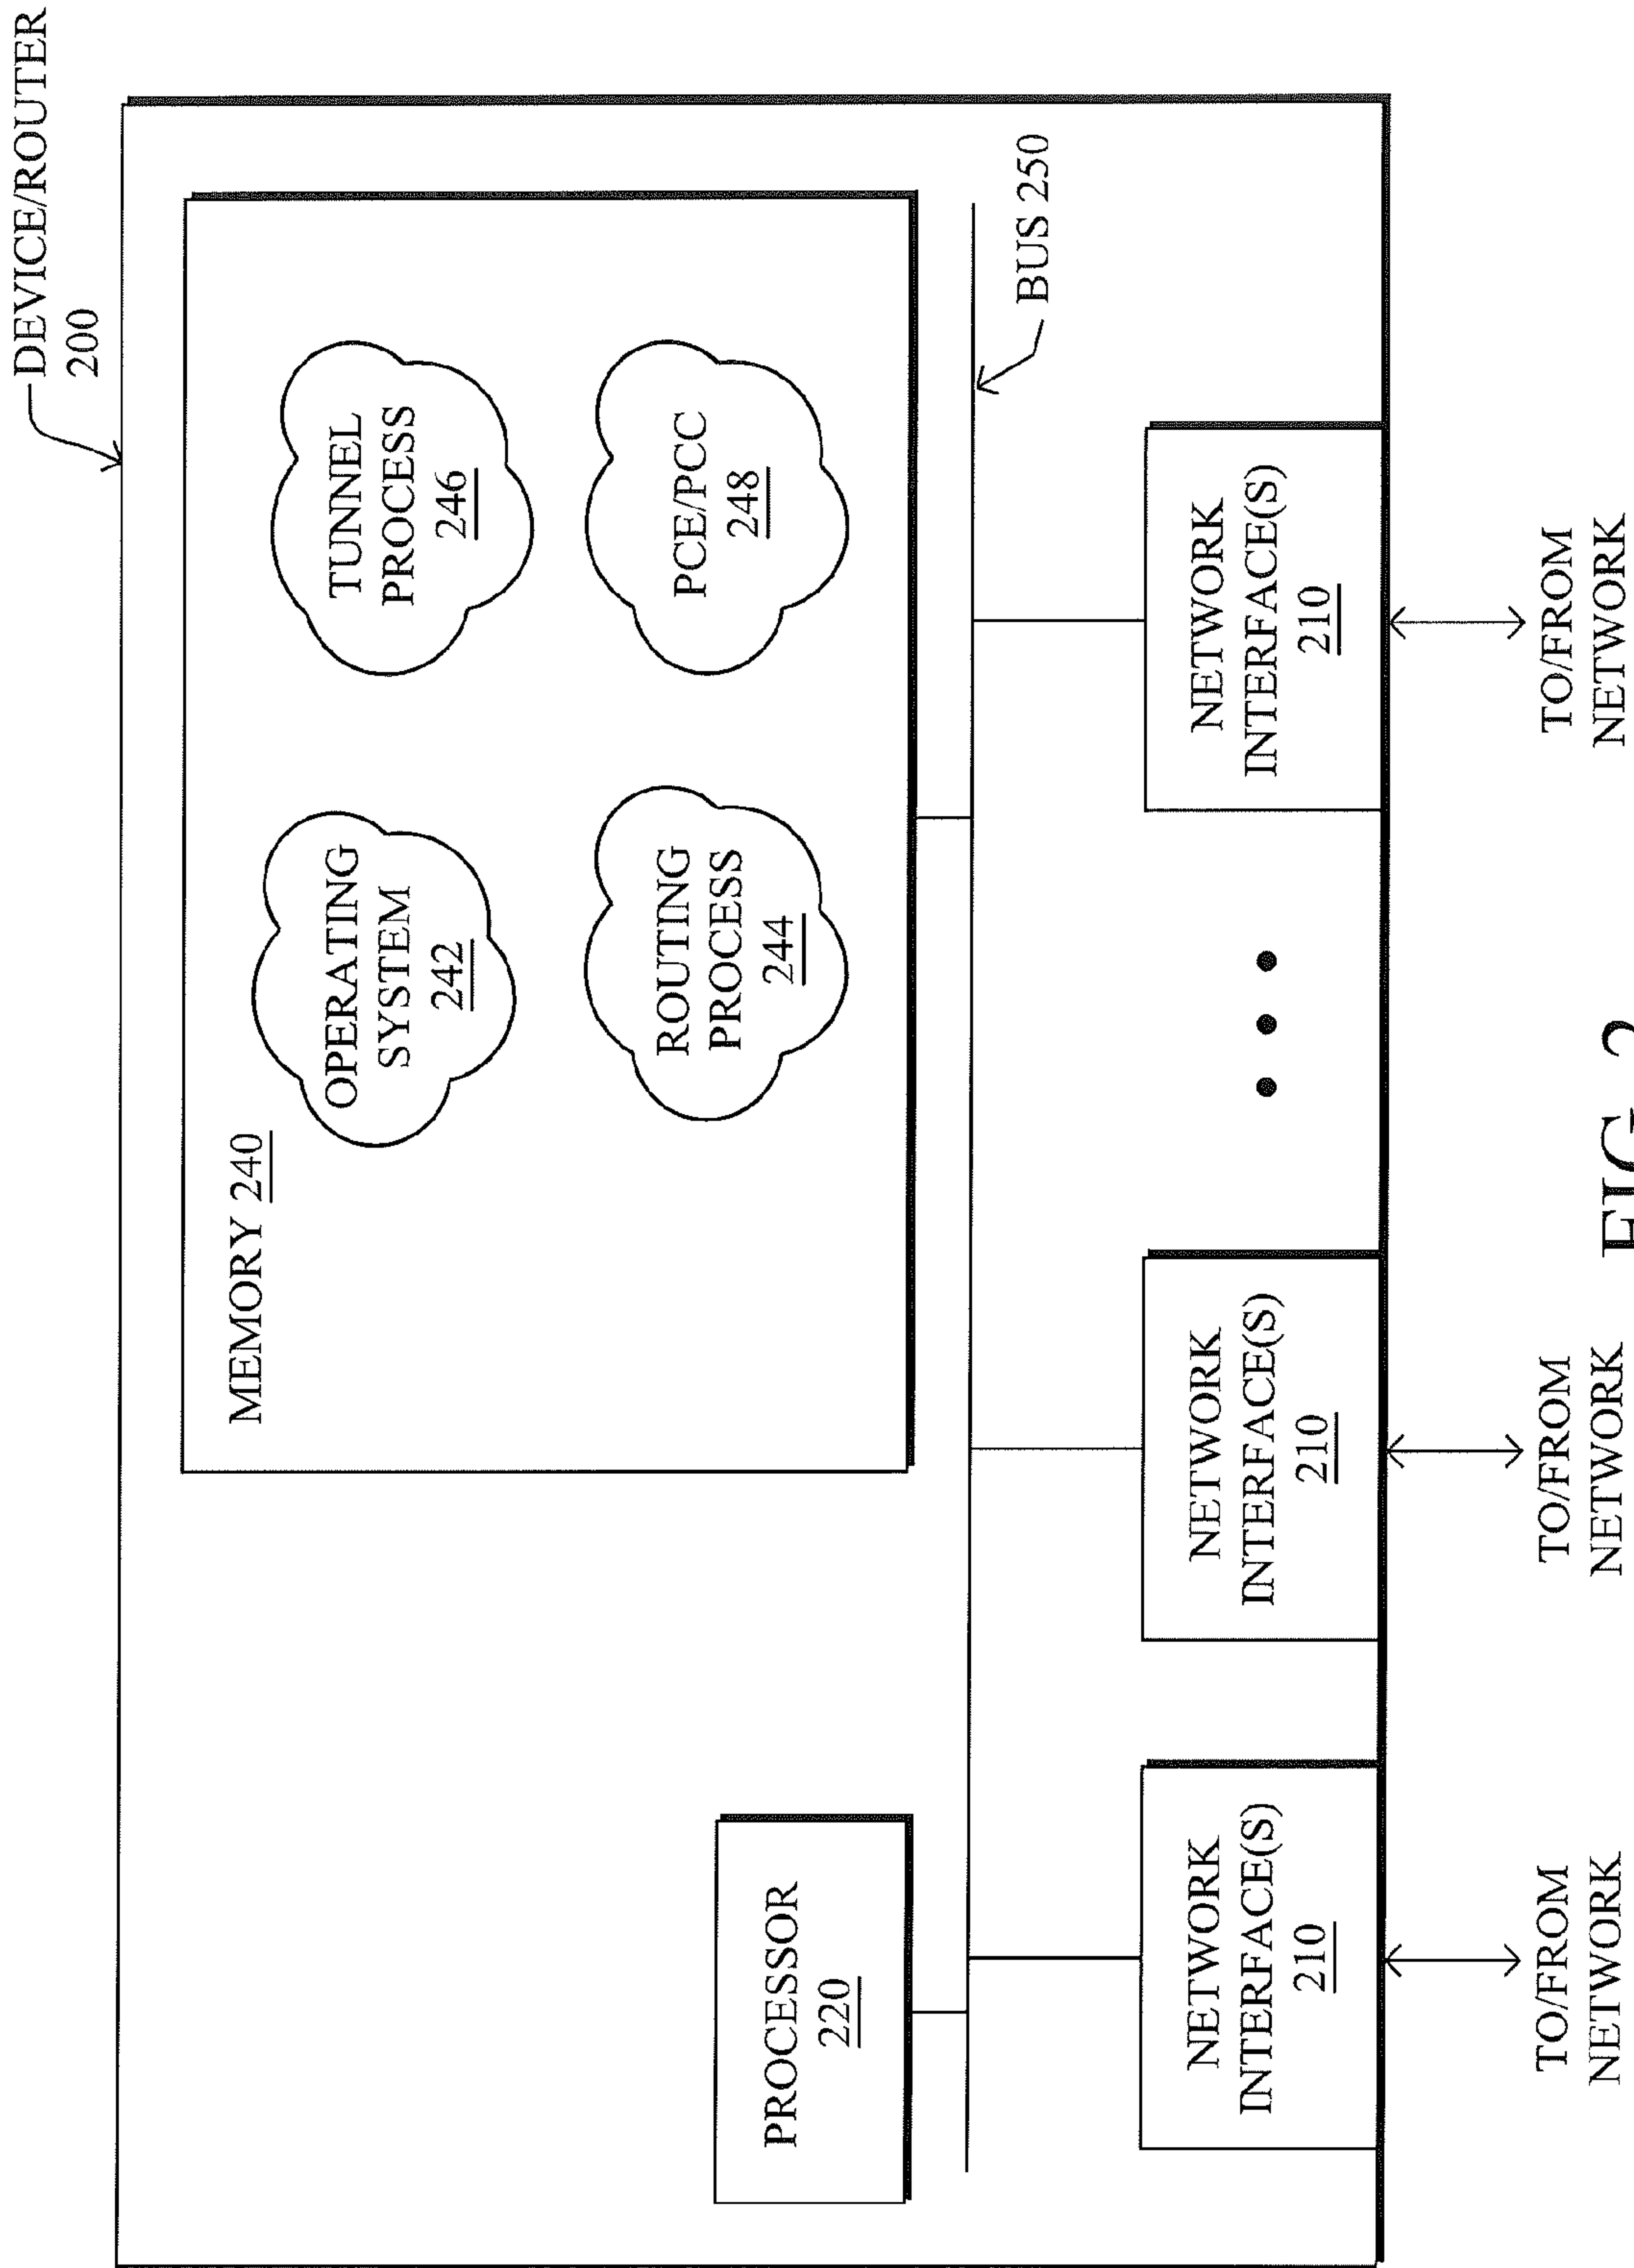 DEVICE/ROUTER
200
MEMORY 240
OPERATING
SYSTEM
242
TUNNEL
PROCESS
246
ROUTING
PROCESS
244
PCE/PCC
248
PROCESSOR
220
BUS 250
NETWORK
INTERFACE(S)
210
NETWORK
INTERFACE(S)
210
NETWORK
INTERFACE(S)
210
TO/FROM
NETWORK
TO/FROM
NETWORK
TO/FROM
NETWORK
FIG. 2